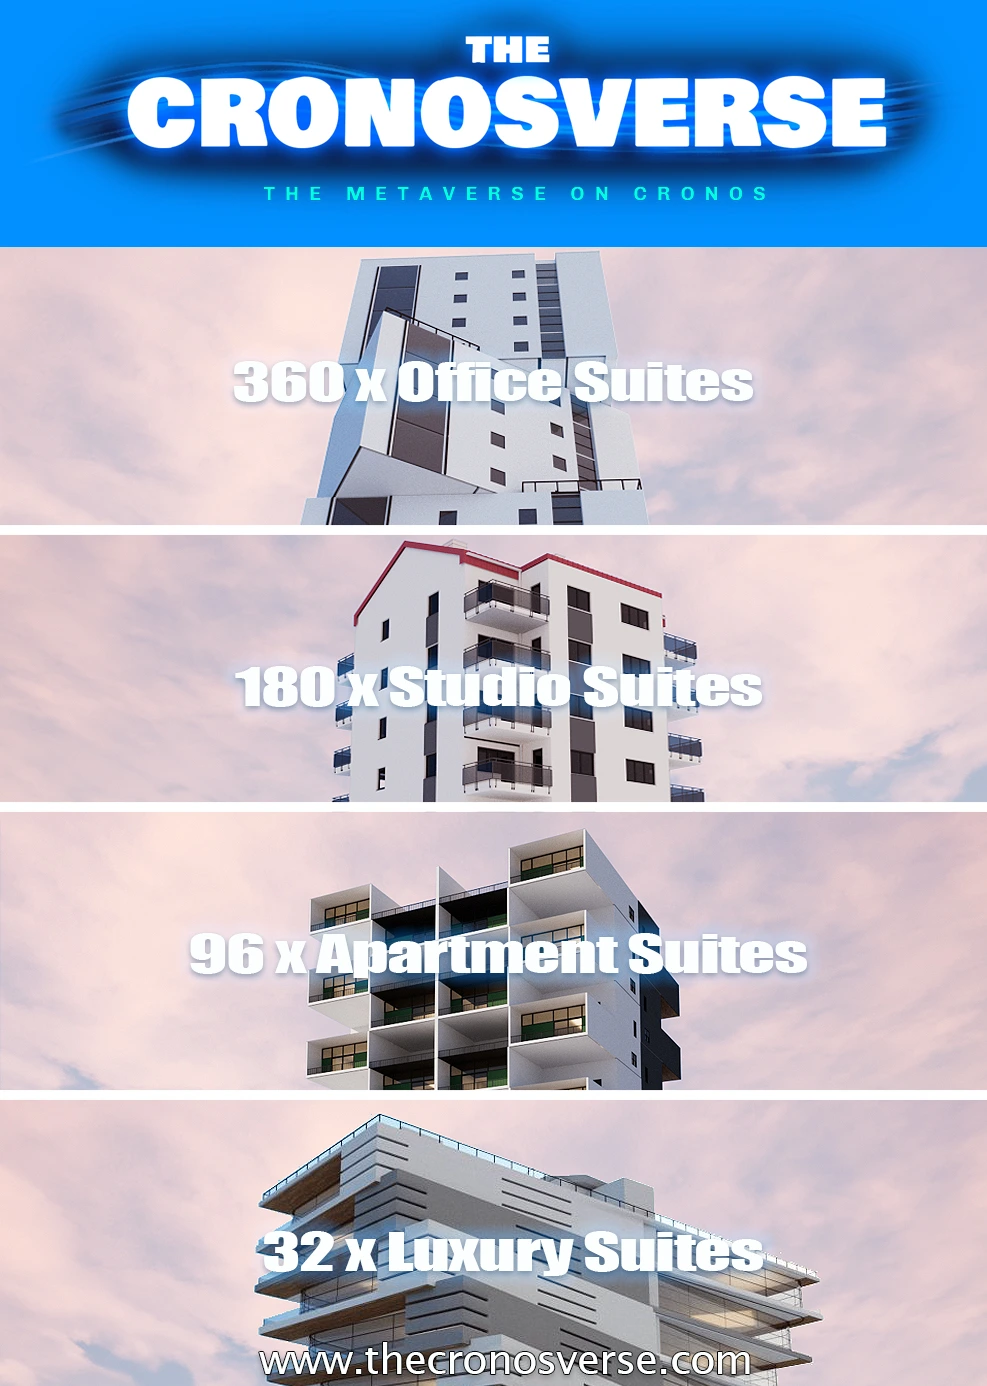 THE
CRONOSVERSE
THE METAVERSE ON CRONOS
360 x Office Suites
180 x Studio Suites
96 x Apartment Suites
32 x Luxury Suites
www.thecronosverse.com